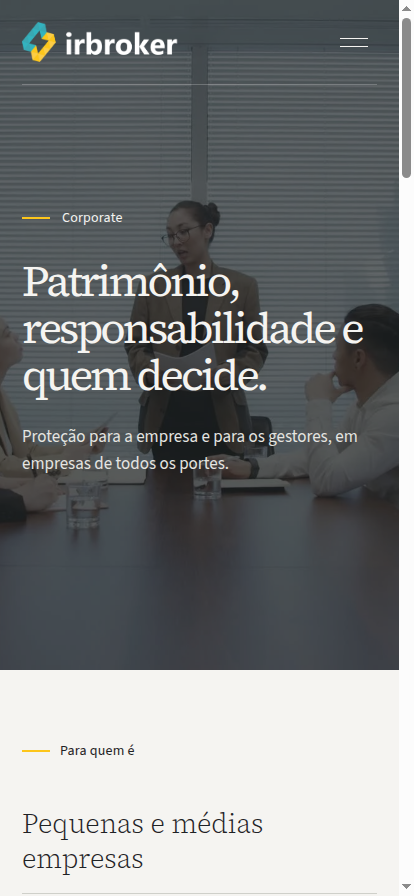 irbroker
Corporate
Patrimônio,
responsabilidade e
quem decide.
Proteção para a empresa e para os gestores, em
empresas de todos os portes.
Para quem é
Pequenas e médias
empresas